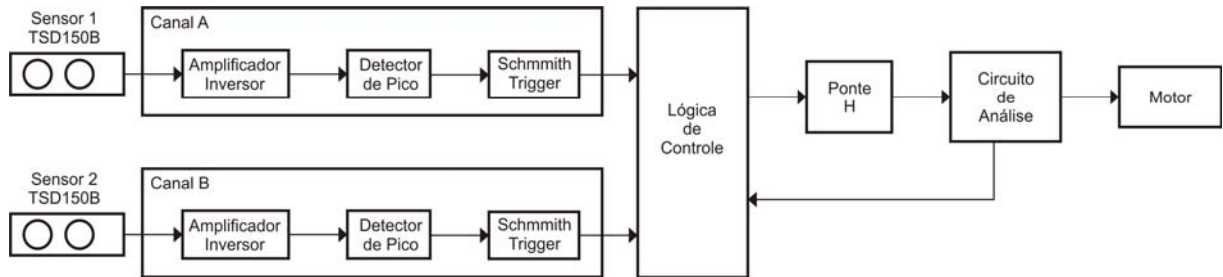 Sensor 1
TSD150B
Canal A
Amplificador
Inversor
Detector
de Pico
Schmmith
Trigger
Sensor 2
TSD150B
Canal B
Amplificador
Inversor
Detector
de Pico
Schmmith
Trigger
Lógica
de
Controle
Ponte
H
Circuito
de
Análise
Motor